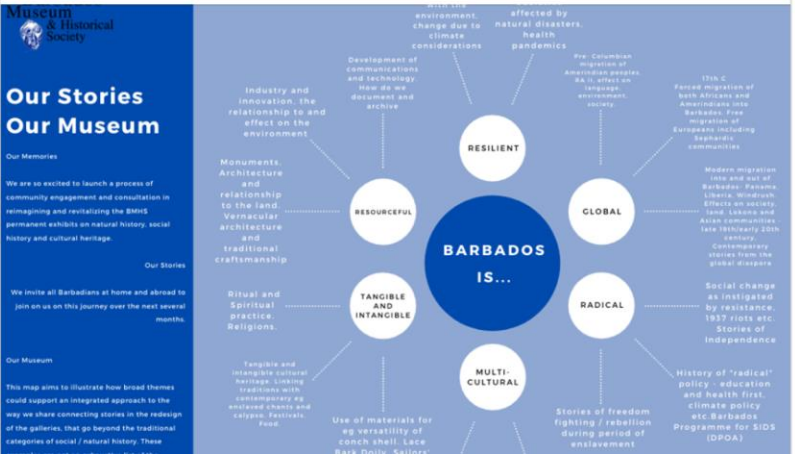 Museum
& Historical
Society
Our Stories
Our Museum
Our Memories
We are so excited to launch a process of
community engagement and consultation in
reimagining and revitalizing the BMHS
permanent exhibits on natural history, social
history and cultural heritage.
Our Stories
We invite all Barbadians at home and abroad to
join on us on this journey over the next several
months.
Our Museum
This map aims to illustrate how broad themes
could support an integrated approach to the
way we share connecting stories in the redesign
of the galleries, that go beyond the traditional
categories of social / natural history. These
BARBADOS
IS...
RESILIENT
environment,
change due to
climate
considerations
affected by
natural disasters,
health
pandemics
GLOBAL
Pre- Columbian
migration of
Amerindian peoples.
effect on
language,
environment,
society.
17th C
Forced migration of
both Africans and
Amerindians into
Barbados. Free
migration of
Europeans including
Sephardis
communities
Modern migration
into and out of
Barbados- Panama,
Liberia, Windrush.
Effects on society,
land. Lokono and
Asian communities -
late 19th/early 20th
century.
Contemporary
stories from the
global diaspora
RADICAL
Social change
as instigated
by resistance,
1937 riots etc.
Stories of
Independence
History of "radical"
policy - education
and health first,
climate policy
etc.Barbados
Programme for SIDS
(DPOA)
Stories of freedom
fighting / rebellion
during period of
enslavement
MULTI-
CULTURAL
TANGIBLE
AND
INTANGIBLE
Ritual and
Spiritual
practice.
Religions.
Tangible and
intangible cultural
heritage. Linking
traditions with
contemporary eg
enslaved chants and
calypso. Festivals.
Food.
Use of materials for
eg versatility of
conch shell. Lace
Bark Doily, Sailors'
RESOURCEFUL
Monuments,
Architecture
and
relationship
to the land.
Vernacular
architecture
and
traditional
craftsmanship
Industry and
innovation, the
relationship to and
effect on the
environment
Development of
communications
and technology.
How do we
document and
archive